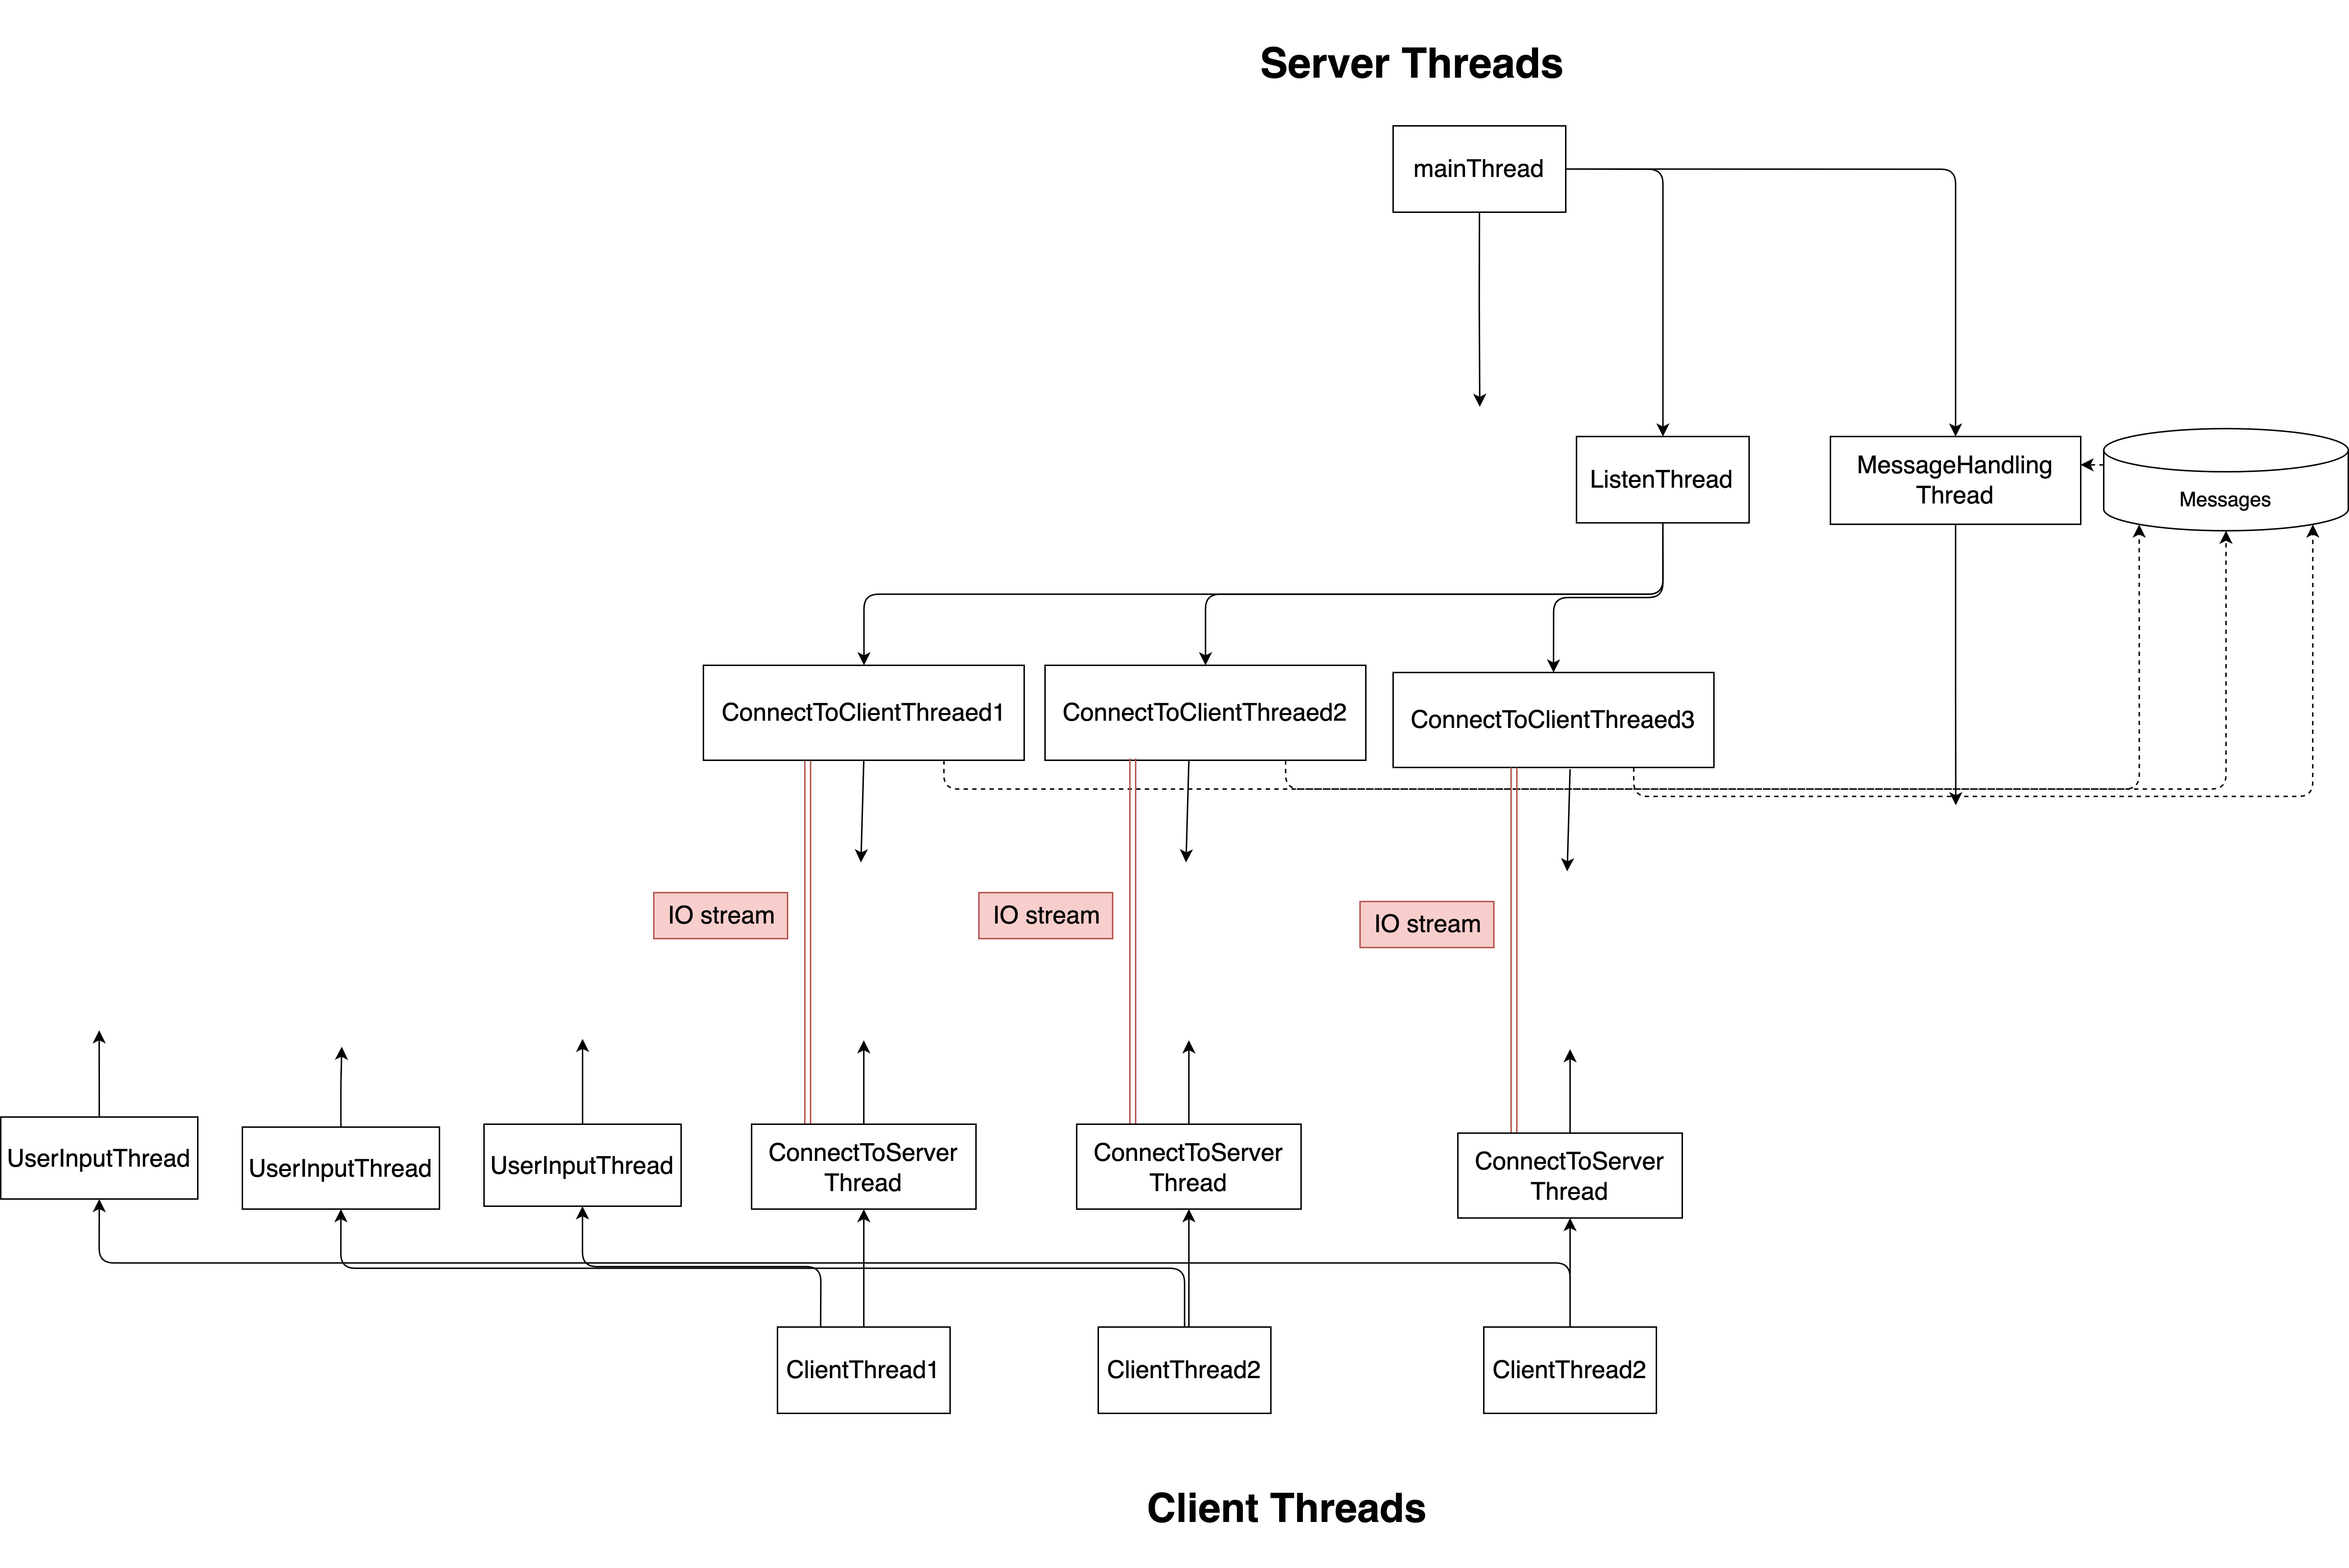 Server Threads
mainThread
ListenThread
MessageHandling
Thread
Messages
ConnectToClientThreaed1
ConnectToClientThreaed2
ConnectToClientThreaed3
IO stream
IO stream
IO stream
UserInputThread
UserInputThread
UserInputThread
ConnectToServer
Thread
ConnectToServer
Thread
ConnectToServer
Thread
ClientThread1
ClientThread2
ClientThread2
Client Threads